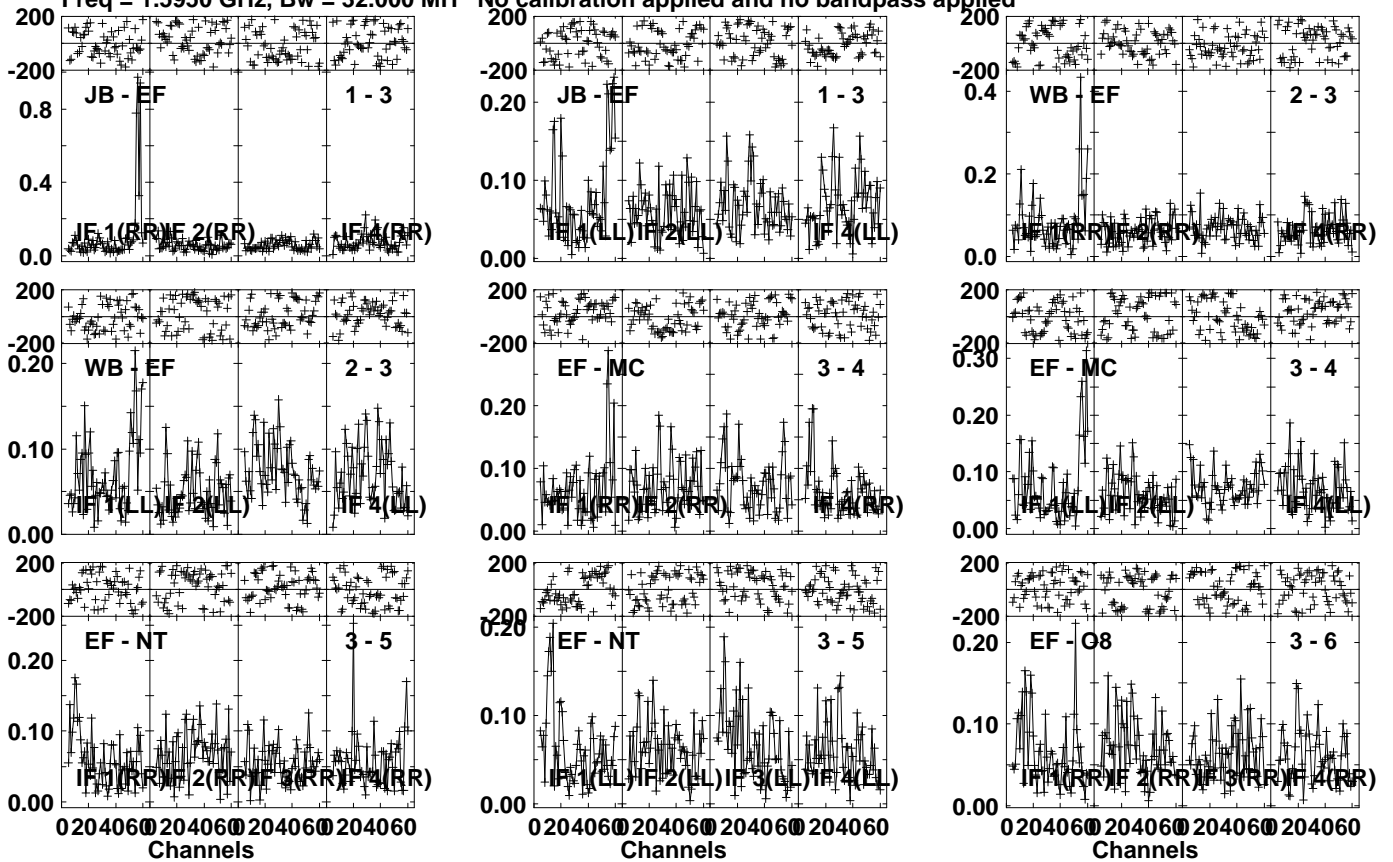 Freq = 1.5950 GHz, Bw = 32.000 MH No calibration applied and no bandpass applied
200
-200
JB - EF 1 - 3
0.8
0.4
0.0
IF 1(RR) IF 2(RR) IF 4(RR)
200
-200
JB - EF 1 - 3
0.20
0.10
0.00
IF 1(LL) IF 2(LL) IF 4(LL)
200
-200
WB - EF 2 - 3
0.4
0.2
0.0
IF 1(RR) IF 2(RR) IF 4(RR)
200
-200
WB - EF 2 - 3
0.20
0.10
0.00
IF 1(LL) IF 2(LL) IF 4(LL)
200
-200
EF - MC 3 - 4
0.20
0.10
0.00
IF 1(RR) IF 2(RR) IF 4(RR)
200
-200
EF - MC 3 - 4
0.30
0.20
0.10
0.00
IF 1(LL) IF 2(LL) IF 4(LL)
200
-200
EF - NT 3 - 5
0.20
0.10
0.00
IF 1(RR) IF 2(RR) IF 3(RR) IF 4(RR)
0 20 40 60 0 20 40 60 0 20 40 60 0 20 40 60
Channels
200
-200
EF - NT 3 - 5
0.20
0.10
0.00
IF 1(LL) IF 2(LL) IF 3(LL) IF 4(LL)
0 20 40 60 0 20 40 60 0 20 40 60 0 20 40 60
Channels
200
-200
EF - O8 3 - 6
0.20
0.10
0.00
IF 1(RR) IF 2(RR) IF 3(RR) IF 4(RR)
0 20 40 60 0 20 40 60 0 20 40 60 0 20 40 60
Channels